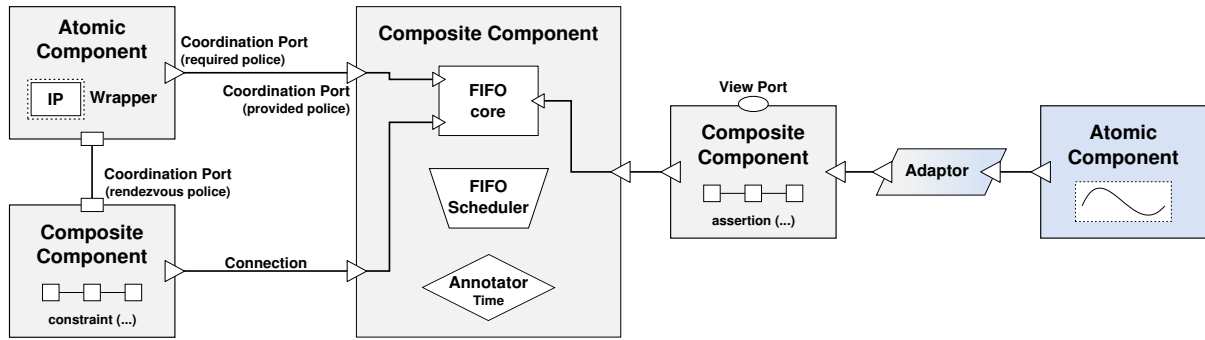 Atomic
Component
IP
Wrapper
Coordination Port
(required police)
Coordination Port
(provided police)
Coordination Port
(rendezvous police)
Composite
Component
constraint (...)
Connection
Composite Component
FIFO
core
FIFO
Scheduler
Annotator
Time
View Port
Composite
Component
assertion (...)
Adaptor
Atomic
Component